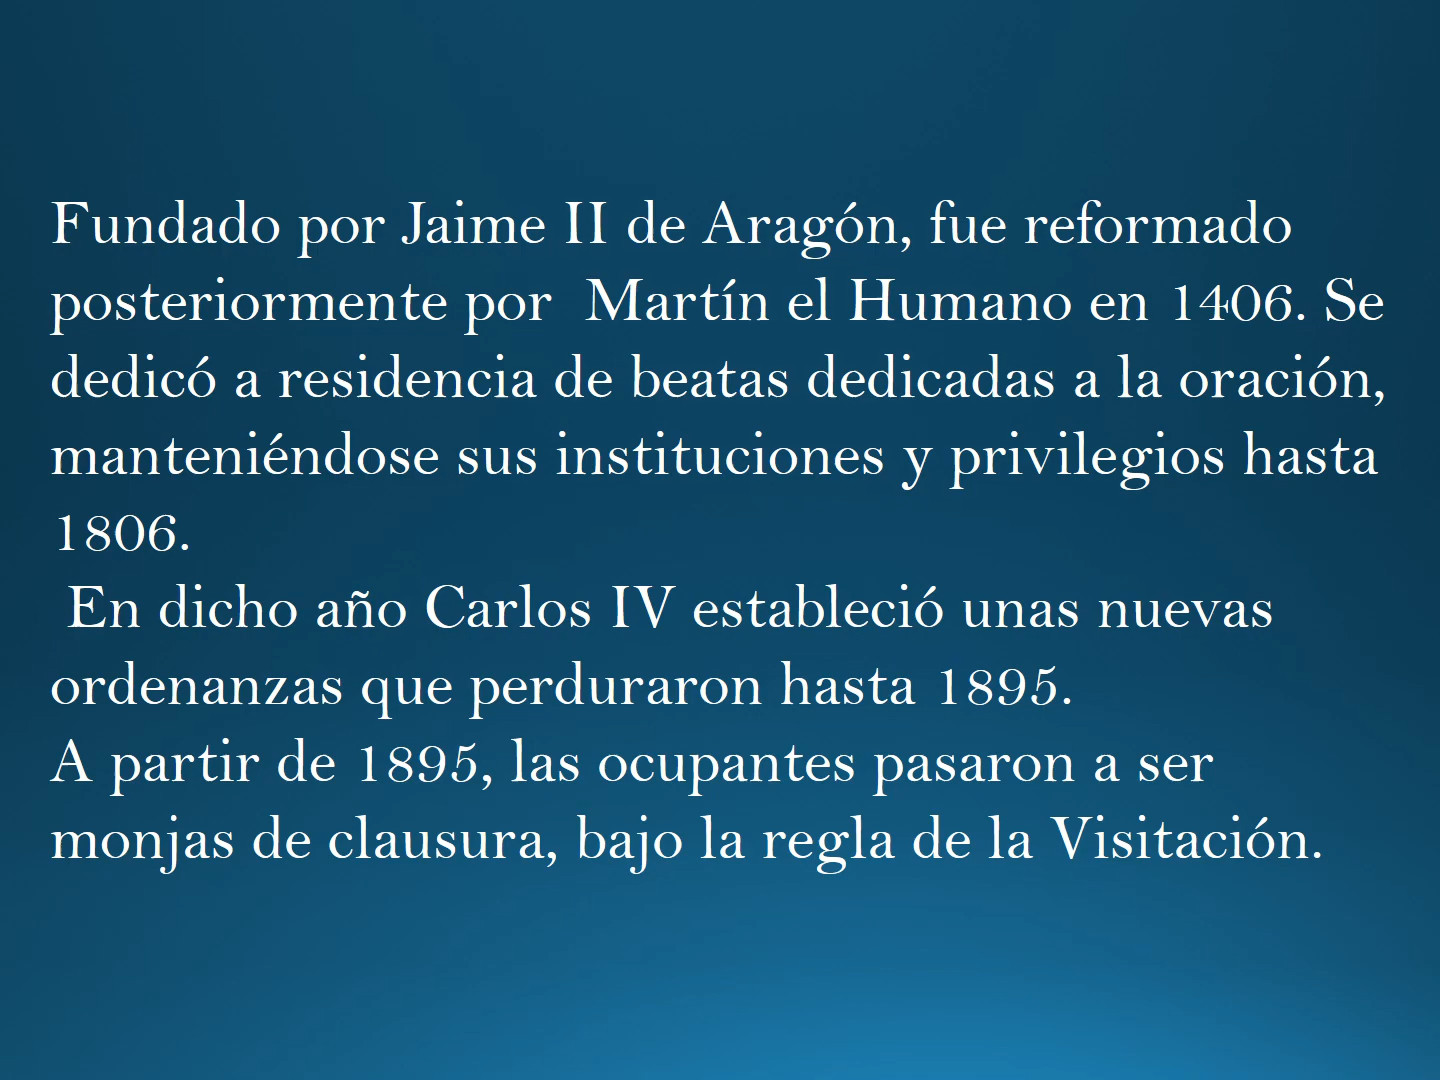 Fundado por Jaime II de Aragón, fue reformado
posteriormente por  Martín el Humano en 1406. Se
dedicó a residencia de beatas dedicadas a la oración,
manteniéndose sus instituciones y privilegios hasta
1806.
En dicho año Carlos IV estableció unas nuevas
ordenanzas que perduraron hasta 1895.
A partir de 1895, las ocupantes pasaron a ser
monjas de clausura, bajo la regla de la Visitación.